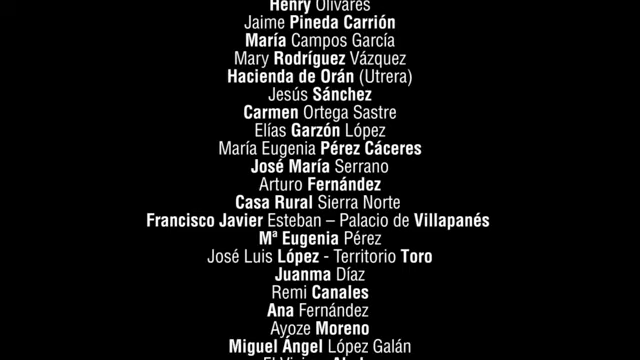 Henry Olivares
Jaime Pineda Carrión
María Campos García
Mary Rodríguez Vázquez
Hacienda de Orán (Utrera)
Jesús Sánchez
Carmen Ortega Sastre
Elías Garzón López
María Eugenia Pérez Cáceres
José María Serrano
Arturo Fernández
Casa Rural Sierra Norte
Francisco Javier Esteban – Palacio de Villapanés
Mª Eugenia Pérez
José Luis López - Territorio Toro
Juanma Díaz
Remi Canales
Ana Fernández
Ayoze Moreno
Miguel Ángel López Galán